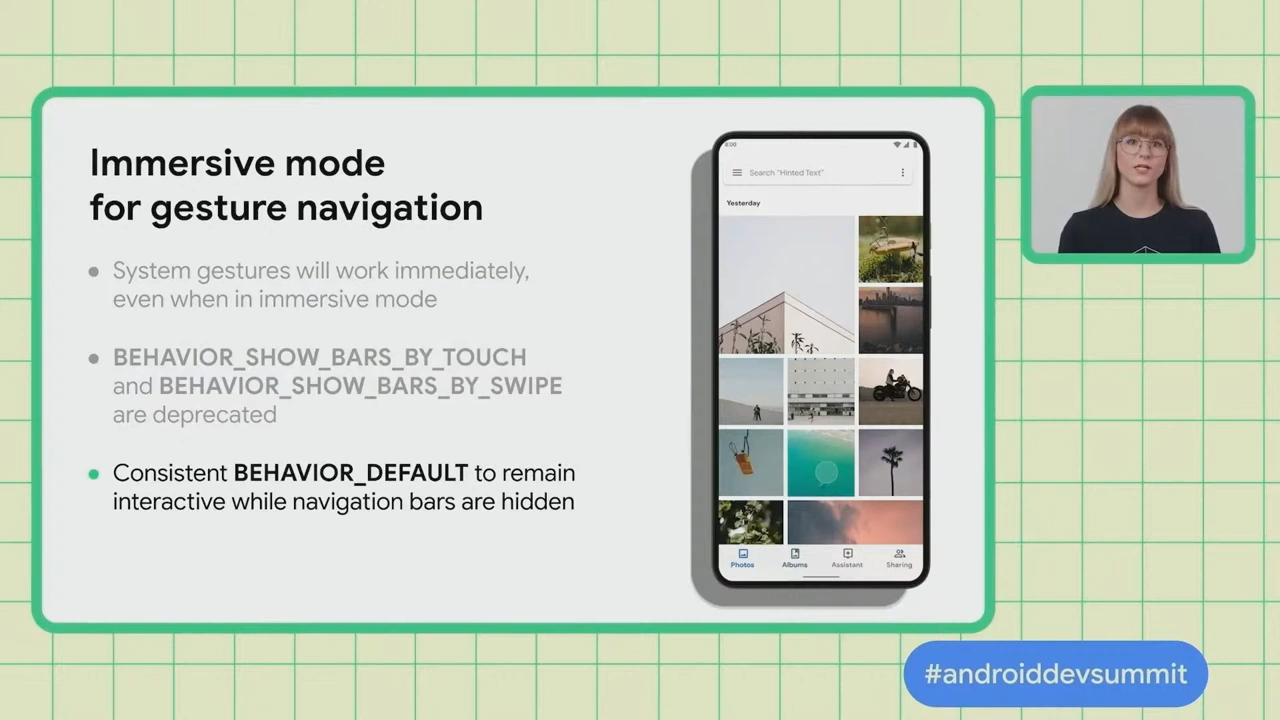 Immersive mode
for gesture navigation
System gestures will work immediately,
even when in immersive mode
BEHAVIOR_SHOW_BARS_BY_TOUCH
and BEHAVIOR_SHOW_BARS_BY_SWIPE
are deprecated
Consistent BEHAVIOR_DEFAULT to remain
interactive while navigation bars are hidden
8:00
Search "Hinted Text"
Yesterday
Photos
Albums
Assistant
Sharing
#androiddevsummit